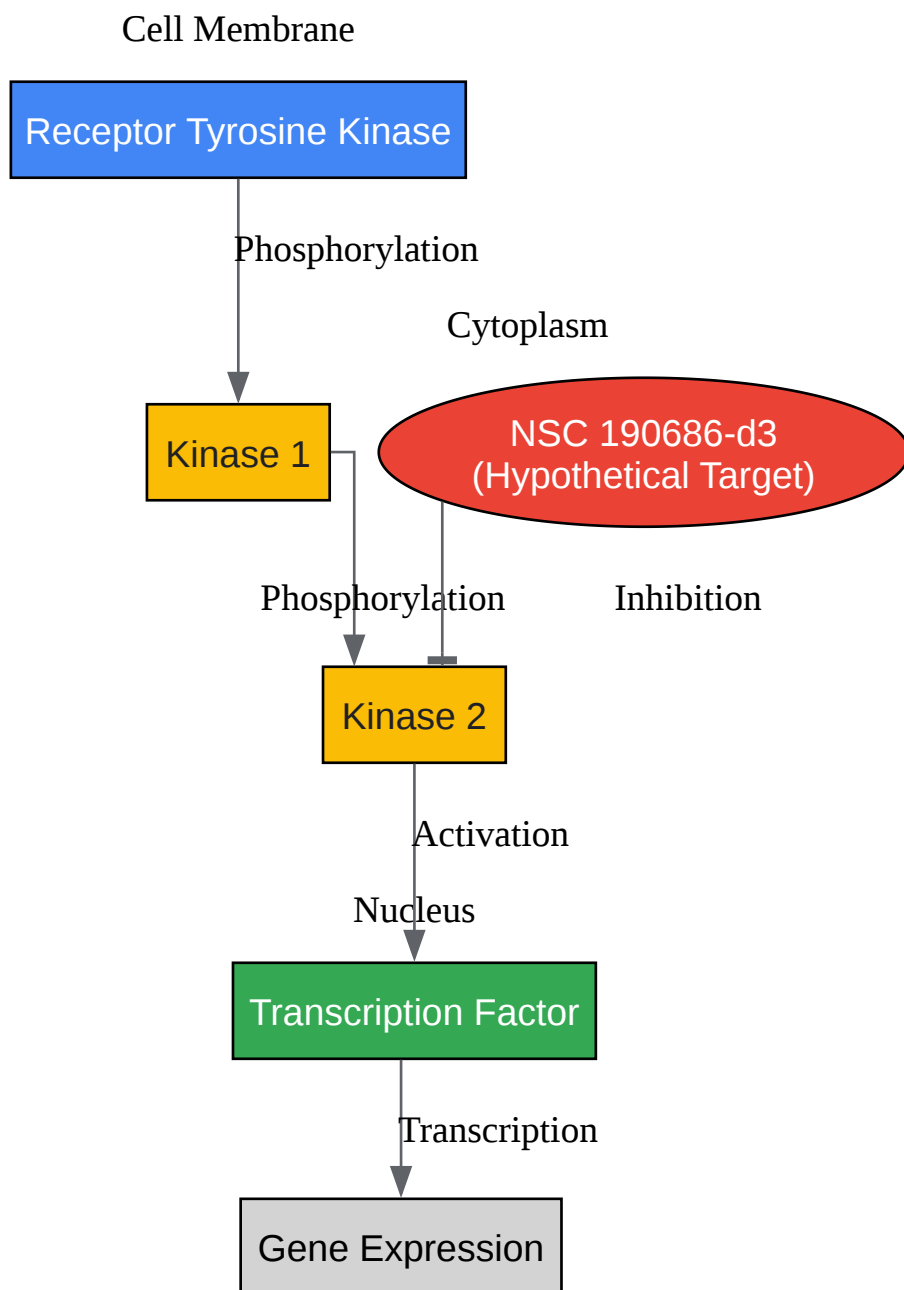 Cell Membrane
Receptor Tyrosine Kinase
Phosphorylation
Cytoplasm
Kinase 1
NSC 190686-d3
(Hypothetical Target)
Phosphorylation
Inhibition
Kinase 2
Activation
Nucleus
Transcription Factor
Transcription
Gene Expression